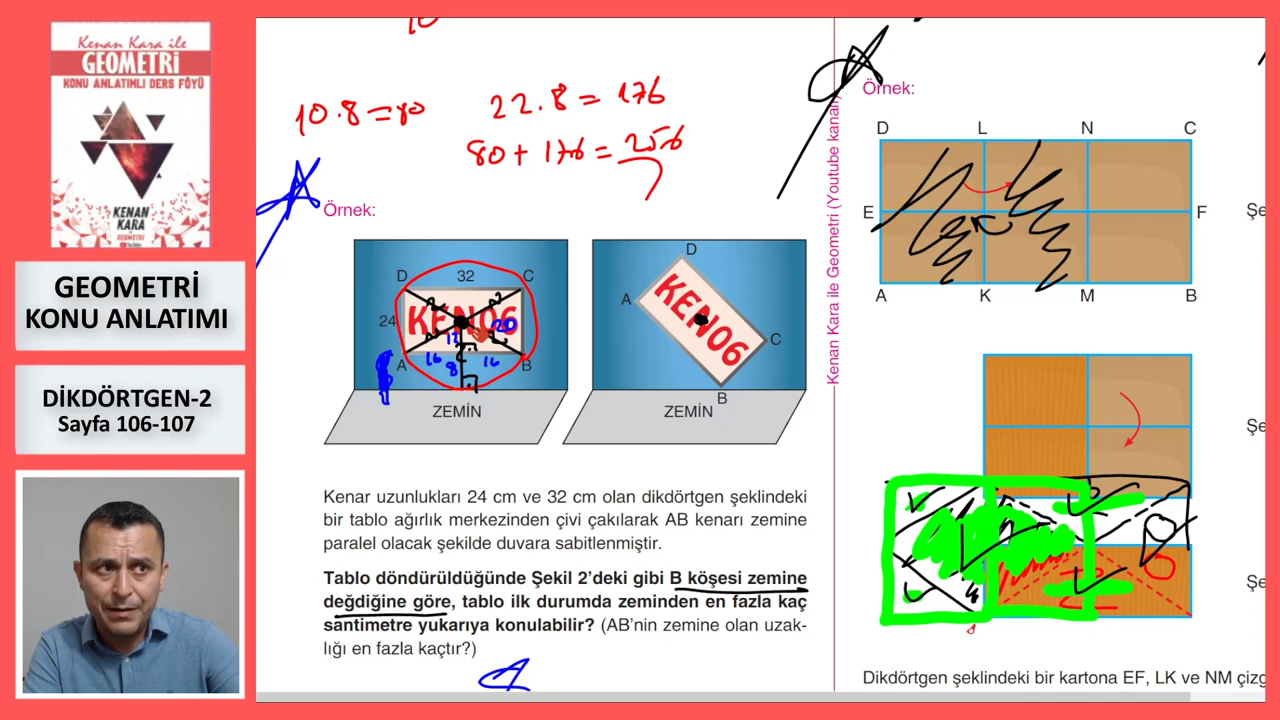 Kenan Kara ile
GEOMETRİ
KONU ANLATIMLI DERS FÖYÜ
KENAN
KARA
GEOMETRİ
KONU ANLATIMI
DİKDÖRTGEN-2
Sayfa 106-107
10
10.8=80
22.8=176
80+176=256
Örnek:
D
32
C
24
KEN06
12
20
A
16
8
16
B
ZEMİN
D
A
KEN06
C
B
ZEMİN
Kenar uzunlukları 24 cm ve 32 cm olan dikdörtgen şeklindeki
bir tablo ağırlık merkezinden çivi çakılarak AB kenarı zemine
paralel olacak şekilde duvara sabitlenmiştir.
Tablo döndürüldüğünde Şekil 2'deki gibi B köşesi zemine
değdiğine göre, tablo ilk durumda zeminden en fazla kaç
santimetre yukarıya konulabilir? (AB'nin zemine olan uzak-
lığı en fazla kaçtır?)
Kenan Kara ile Geometri (Youtube kanalı)
Örnek:
D L N C
E F
A K M B
Şe
Şe
Şe
Dikdörtgen şeklindeki bir kartona EF, LK ve NM çizg